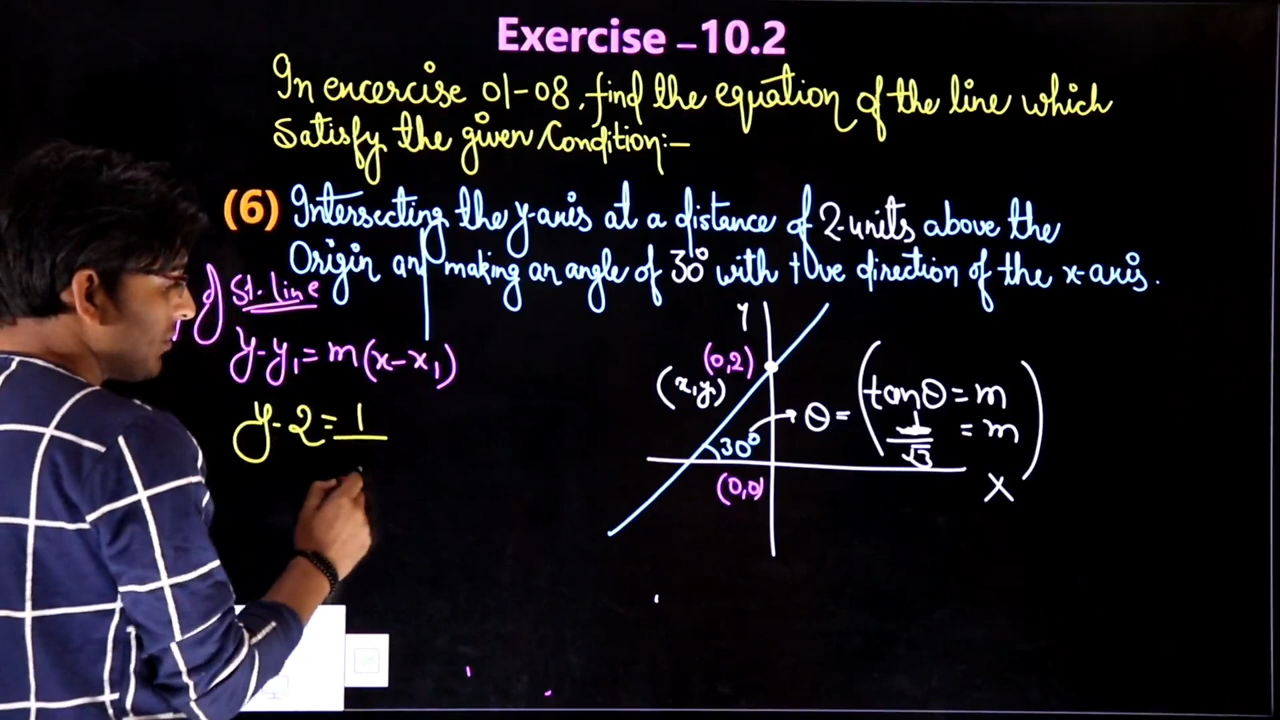 Exercise –10.2
In encercise 01-08, find the equation of the line which
Satisfy the given Condition:–
(6) Intersecting the y-axis at a distance of 2-units above the
Origin and making an angle of 30° with +ve direction of the x-axis.
St. line
y-y₁=m(x-x₁)
y-2=1
y
(0,2)
(x₁y₁)
30°
θ=
tanθ=m
1/√3 =m
(0,0)
X